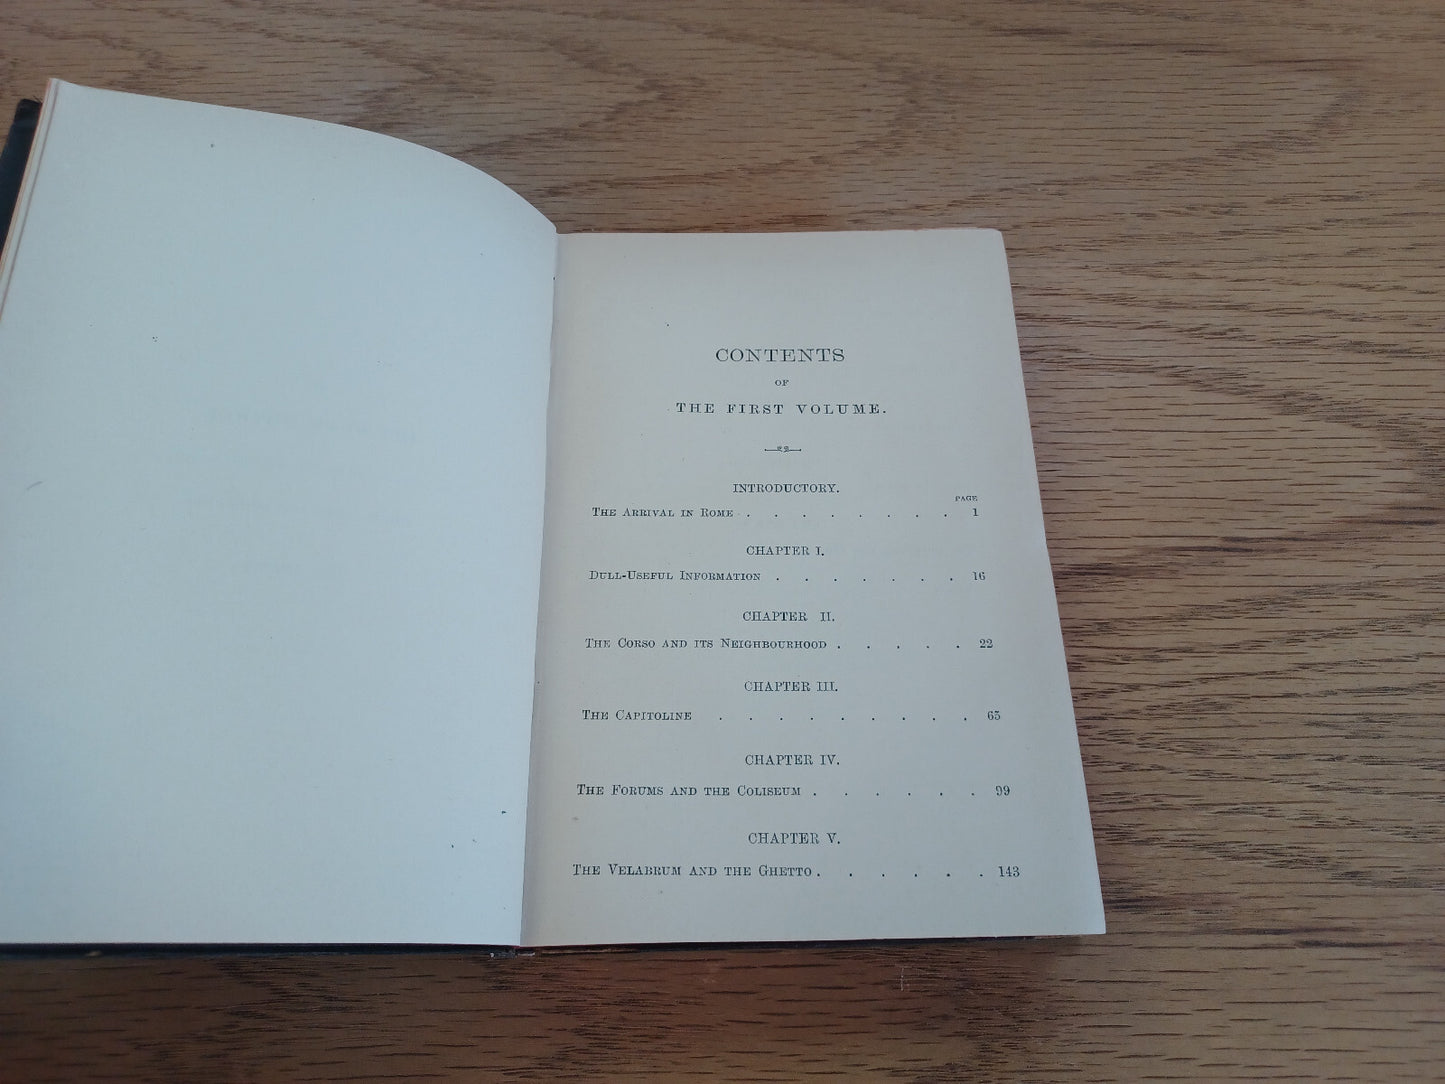 CONTENTS
OF
THE FIRST VOLUME.
INTRODUCTORY.
PAGE
THE ARRIVAL IN ROME . . . . . . . . 1
CHAPTER I.
DULL-USEFUL INFORMATION . . . . . . . 16
CHAPTER II.
THE CORSO AND ITS NEIGHBOURHOOD . . . . . 22
CHAPTER III.
THE CAPITOLINE . . . . . . . . . 65
CHAPTER IV.
THE FORUMS AND THE COLISEUM . . . . . . 99
CHAPTER V.
THE VELABRUM AND THE GHETTO . . . . . . 143